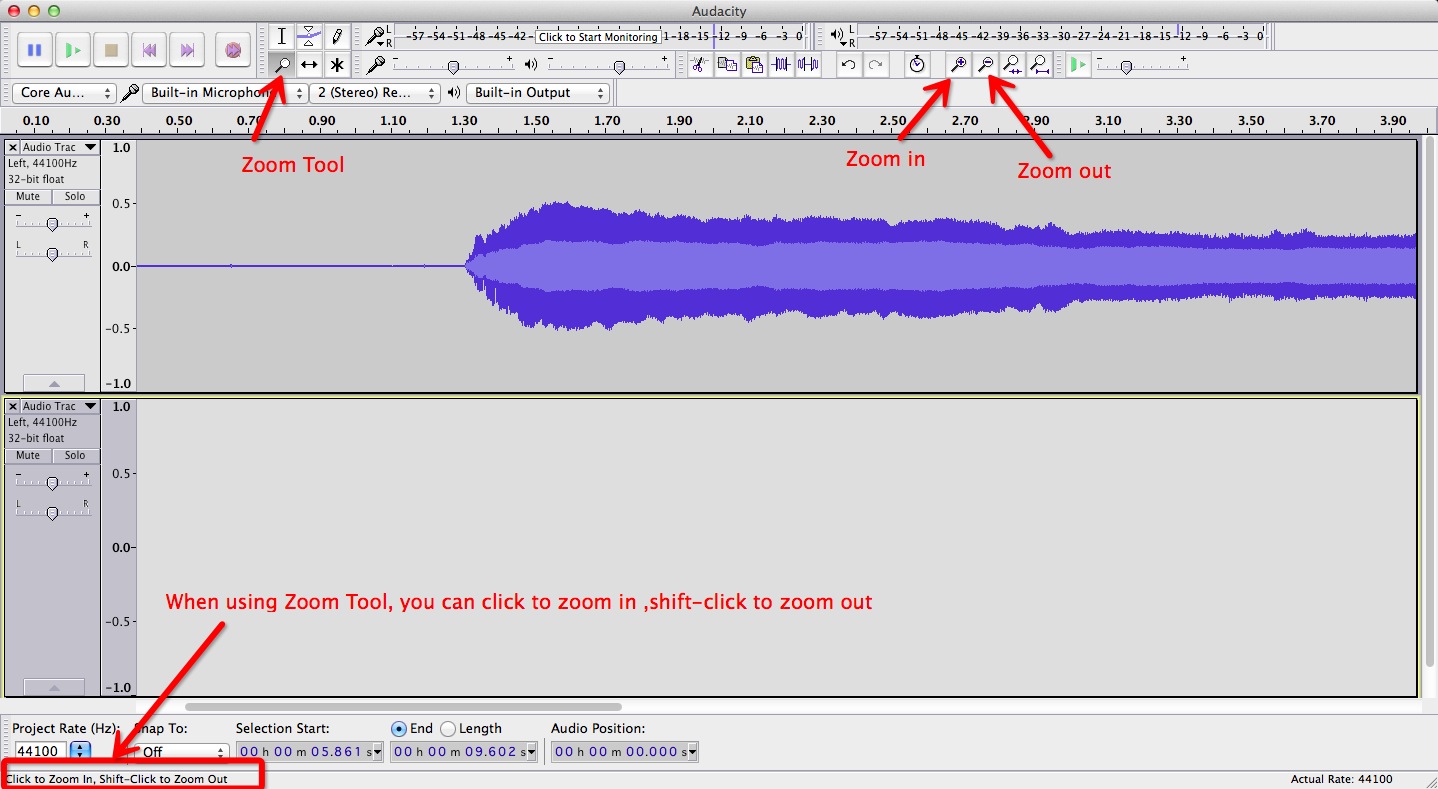 Audacity
L
R
-57 -54 -51 -48 -45 -42 - Click to Start Monitoring 1 -18 -15 -12 -9 -6 -3 0
L
R
-57 -54 -51 -48 -45 -42 -39 -36 -33 -30 -27 -24 -21 -18 -15 -12 -9 -6 -3 0
- +
- +
- +
Core Au...
Built-in Microphon
2 (Stereo) Re...
Built-in Output
0.10 0.30 0.50 0.70 0.90 1.10 1.30 1.50 1.70 1.90 2.10 2.30 2.50 2.70 2.90 3.10 3.30 3.50 3.70 3.90
Zoom Tool
Zoom in
Zoom out
Audio Trac
Left, 44100Hz
32-bit float
Mute Solo
- +
L R
1.0
0.5-
0.0-
-0.5-
-1.0
Audio Trac
Left, 44100Hz
32-bit float
Mute Solo
- +
L R
1.0
0.5-
0.0-
-0.5-
-1.0
When using Zoom Tool, you can click to zoom in ,shift-click to zoom out
Project Rate (Hz): Snap To: Selection Start: End Length Audio Position:
44100 Off 00 h 00 m 05.861 s 00 h 00 m 09.602 s 00 h 00 m 00.000 s
Click to Zoom In, Shift-Click to Zoom Out
Actual Rate: 44100